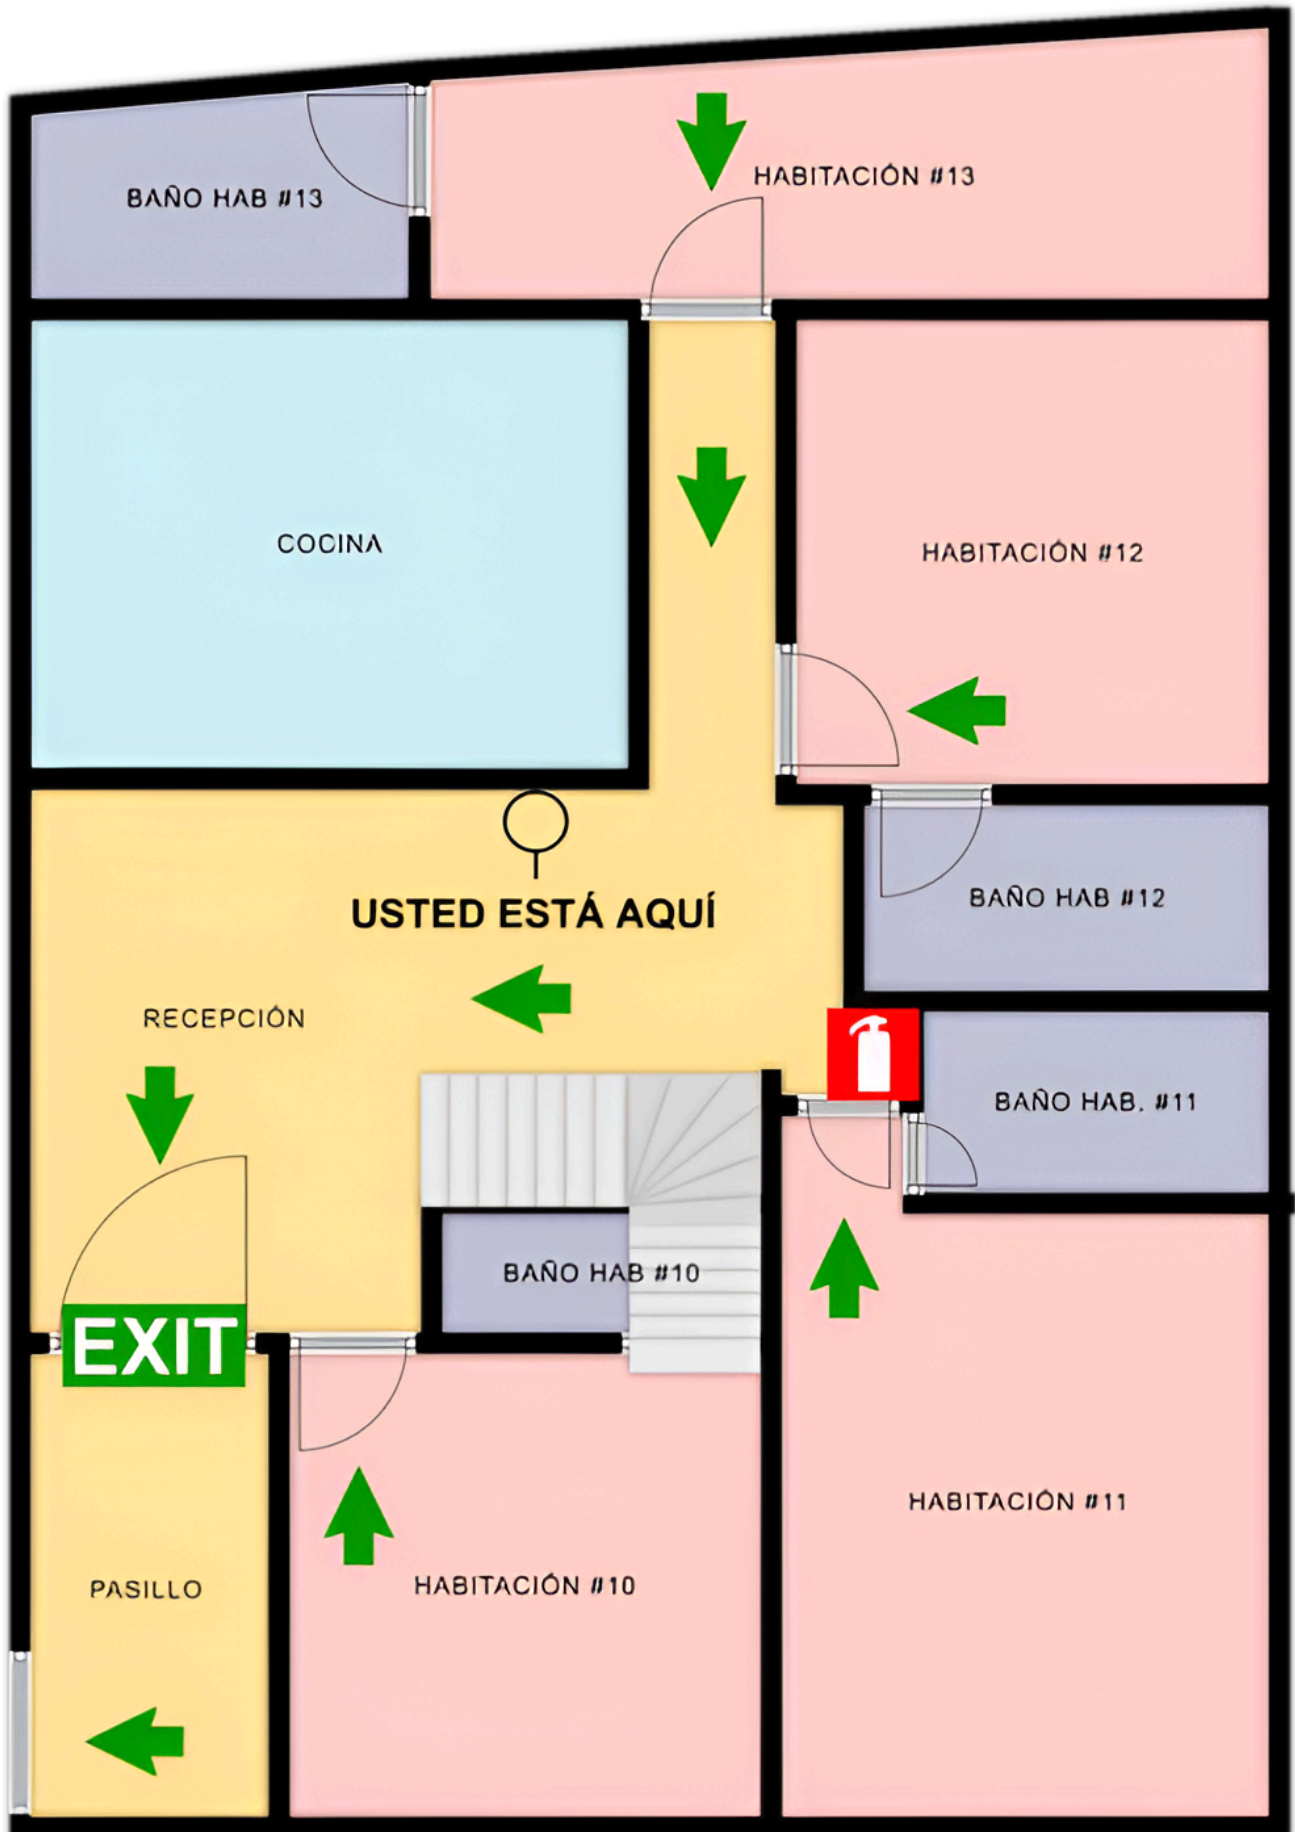 BAÑO HAB #13
HABITACIÓN #13
COCINA
HABITACIÓN #12
BAÑO HAB #12
USTED ESTÁ AQUÍ
RECEPCIÓN
BAÑO HAB. #11
BAÑO HAB #10
EXIT
HABITACIÓN #11
HABITACIÓN #10
PASILLO